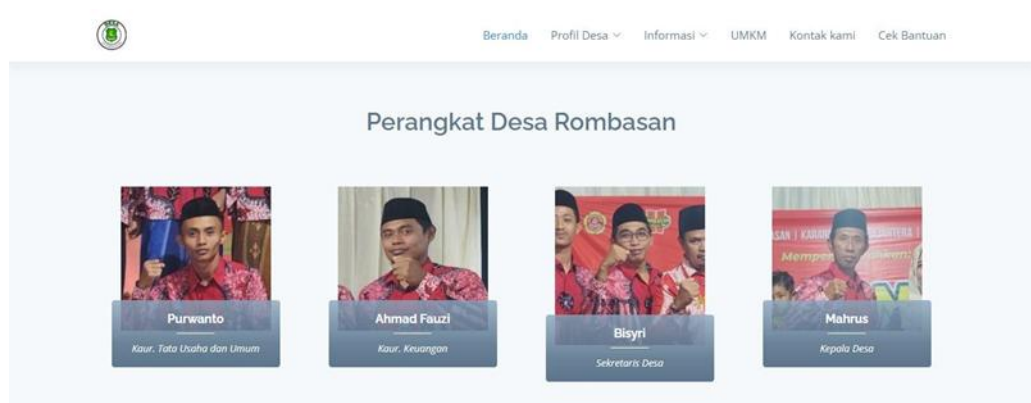 DESA
Beranda Profil Desa Informasi UMKM Kontak kami Cek Bantuan
Perangkat Desa Rombasan
Purwanto
Kaur. Tata Usaha dan Umum
Ahmad Fauzi
Kaur. Keuangan
Bisyri
Sekretaris Desa
Mahrus
Kepala Desa